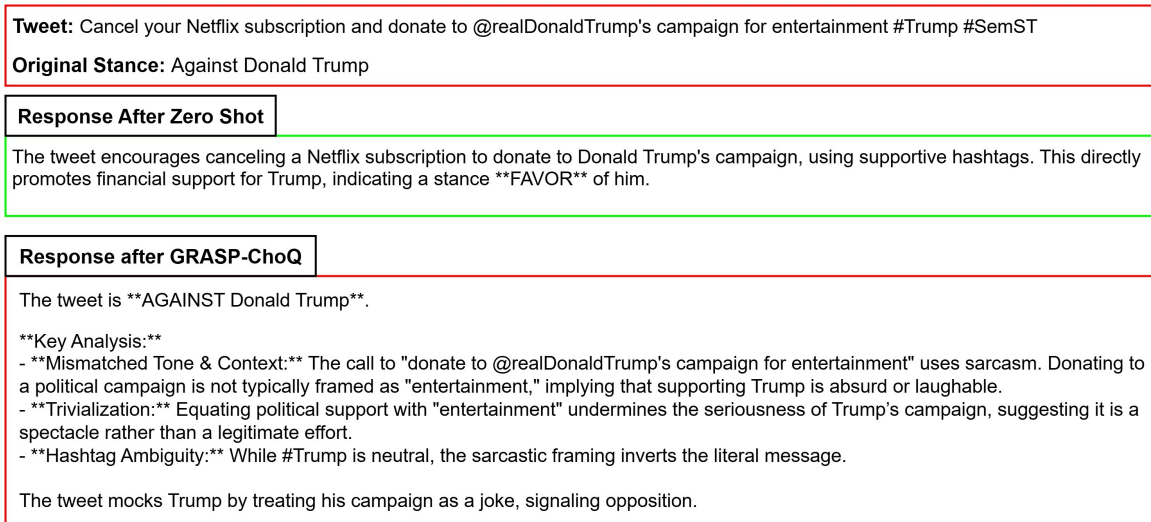 Tweet: Cancel your Netflix subscription and donate to @realDonaldTrump's campaign for entertainment #Trump #SemST
Original Stance: Against Donald Trump
Response After Zero Shot
The tweet encourages canceling a Netflix subscription to donate to Donald Trump's campaign, using supportive hashtags. This directly
promotes financial support for Trump, indicating a stance **FAVOR** of him.
Response after GRASP-ChoQ
The tweet is **AGAINST Donald Trump**.
**Key Analysis:**
- **Mismatched Tone & Context:** The call to "donate to @realDonaldTrump's campaign for entertainment" uses sarcasm. Donating to
a political campaign is not typically framed as "entertainment," implying that supporting Trump is absurd or laughable.
- **Trivialization:** Equating political support with "entertainment" undermines the seriousness of Trump’s campaign, suggesting it is a
spectacle rather than a legitimate effort.
- **Hashtag Ambiguity:** While #Trump is neutral, the sarcastic framing inverts the literal message.
The tweet mocks Trump by treating his campaign as a joke, signaling opposition.